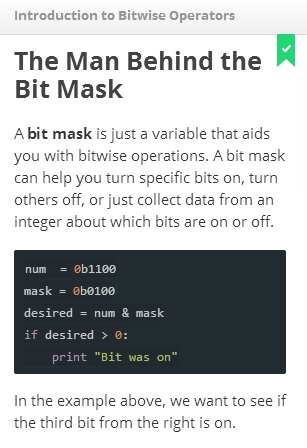 Introduction to Bitwise Operators
The Man Behind the
Bit Mask
A bit mask is just a variable that aids
you with bitwise operations. A bit mask
can help you turn specific bits on, turn
others off, or just collect data from an
integer about which bits are on or off.
num  = 0b1100
mask = 0b0100
desired = num & mask
if desired > 0:
    print "Bit was on"
In the example above, we want to see if
the third bit from the right is on.